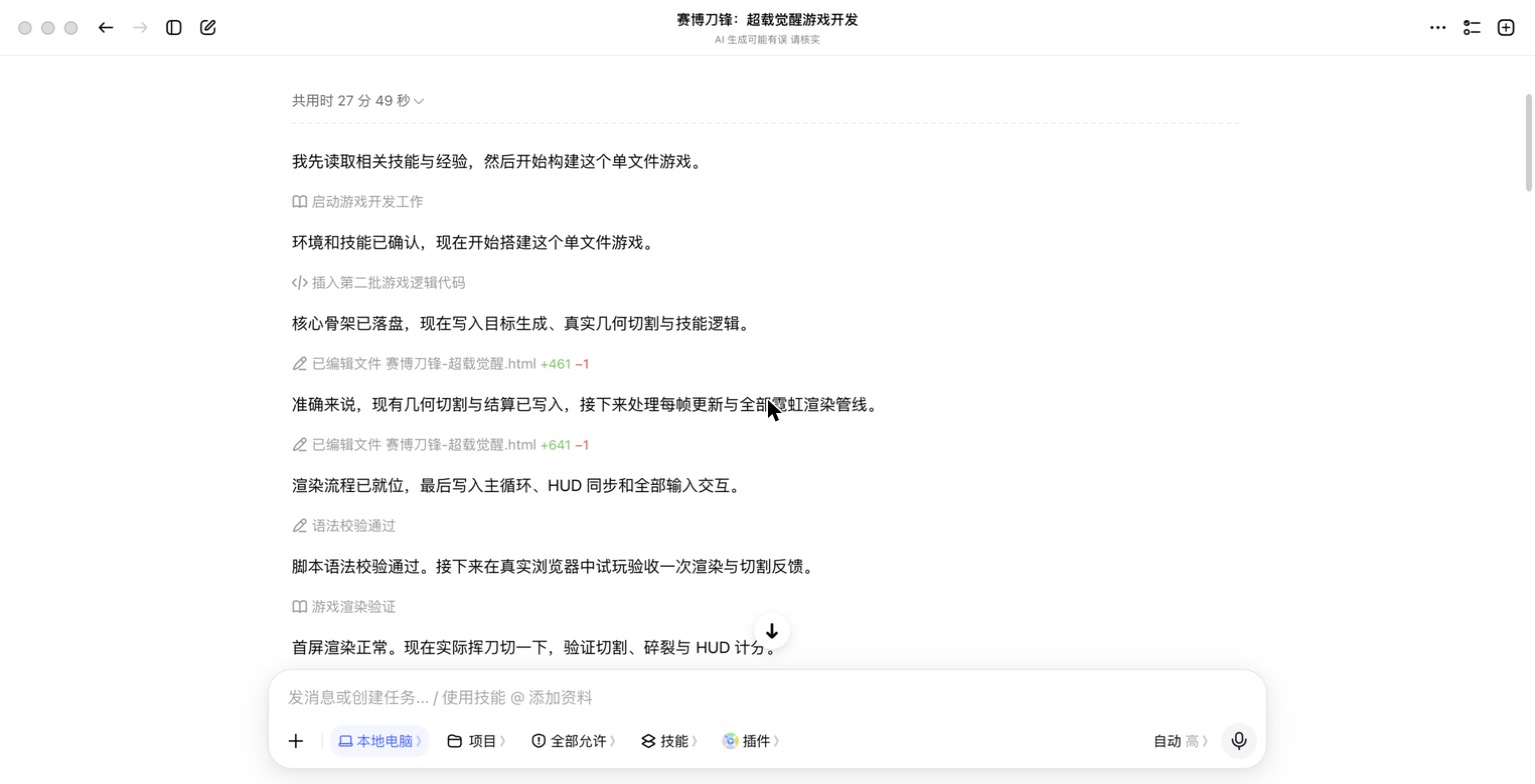 赛博刀锋：超载觉醒游戏开发
AI 生成可能有误 请核实
共用时 27 分 49 秒
我先读取相关技能与经验，然后开始构建这个单文件游戏。
启动游戏开发工作
环境和技能已确认，现在开始搭建这个单文件游戏。
插入第二批游戏逻辑代码
核心骨架已落盘，现在写入目标生成、真实几何切割与技能逻辑。
已编辑文件 赛博刀锋-超载觉醒.html +461 −1
准确来说，现有几何切割与结算已写入，接下来处理每帧更新与全部霓虹渲染管线。
已编辑文件 赛博刀锋-超载觉醒.html +641 −1
渲染流程已就位，最后写入主循环、HUD 同步和全部输入交互。
语法校验通过
脚本语法校验通过。接下来在真实浏览器中试玩验收一次渲染与切割反馈。
游戏渲染验证
首屏渲染正常。现在实际挥刀切一下，验证切割、碎裂与 HUD 计分。
发消息或创建任务... / 使用技能 @ 添加资料
本地电脑 项目 全部允许 技能 插件 自动 高